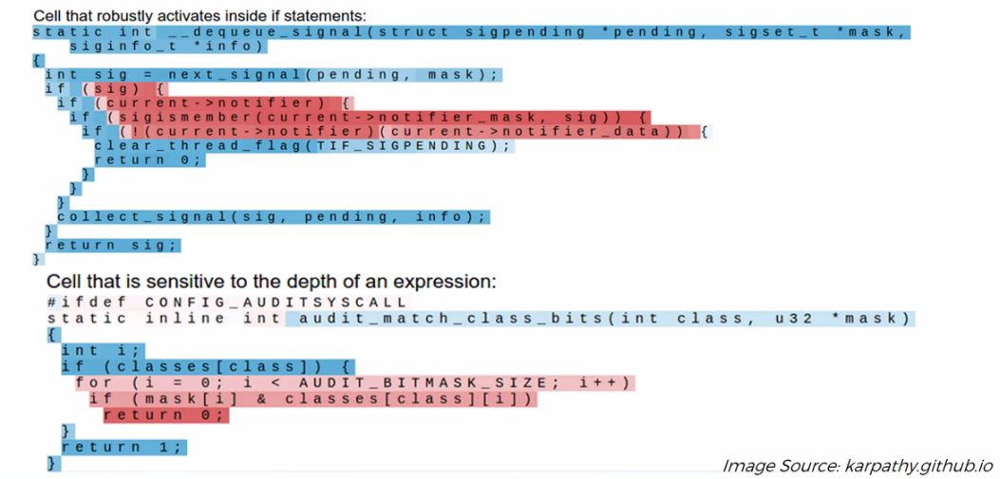 Cell that robustly activates inside if statements:
static int __dequeue_signal(struct sigpending *pending, sigset_t *mask,
siginfo_t *info)
{
int sig = next_signal(pending, mask);
if (sig) {
if (current->notifier) {
if (sigismember(current->notifier_mask, sig)) {
if (!(current->notifier)(current->notifier_data)) {
clear_thread_flag(TIF_SIGPENDING);
return 0;
}
}
}
collect_signal(sig, pending, info);
}
return sig;
}
Cell that is sensitive to the depth of an expression:
#ifdef CONFIG_AUDITSYSCALL
static inline int audit_match_class_bits(int class, u32 *mask)
{
int i;
if (classes[class]) {
for (i = 0; i < AUDIT_BITMASK_SIZE; i++)
if (mask[i] & classes[class][i])
return 0;
}
return 1;
}
Image Source: karpathy.github.io